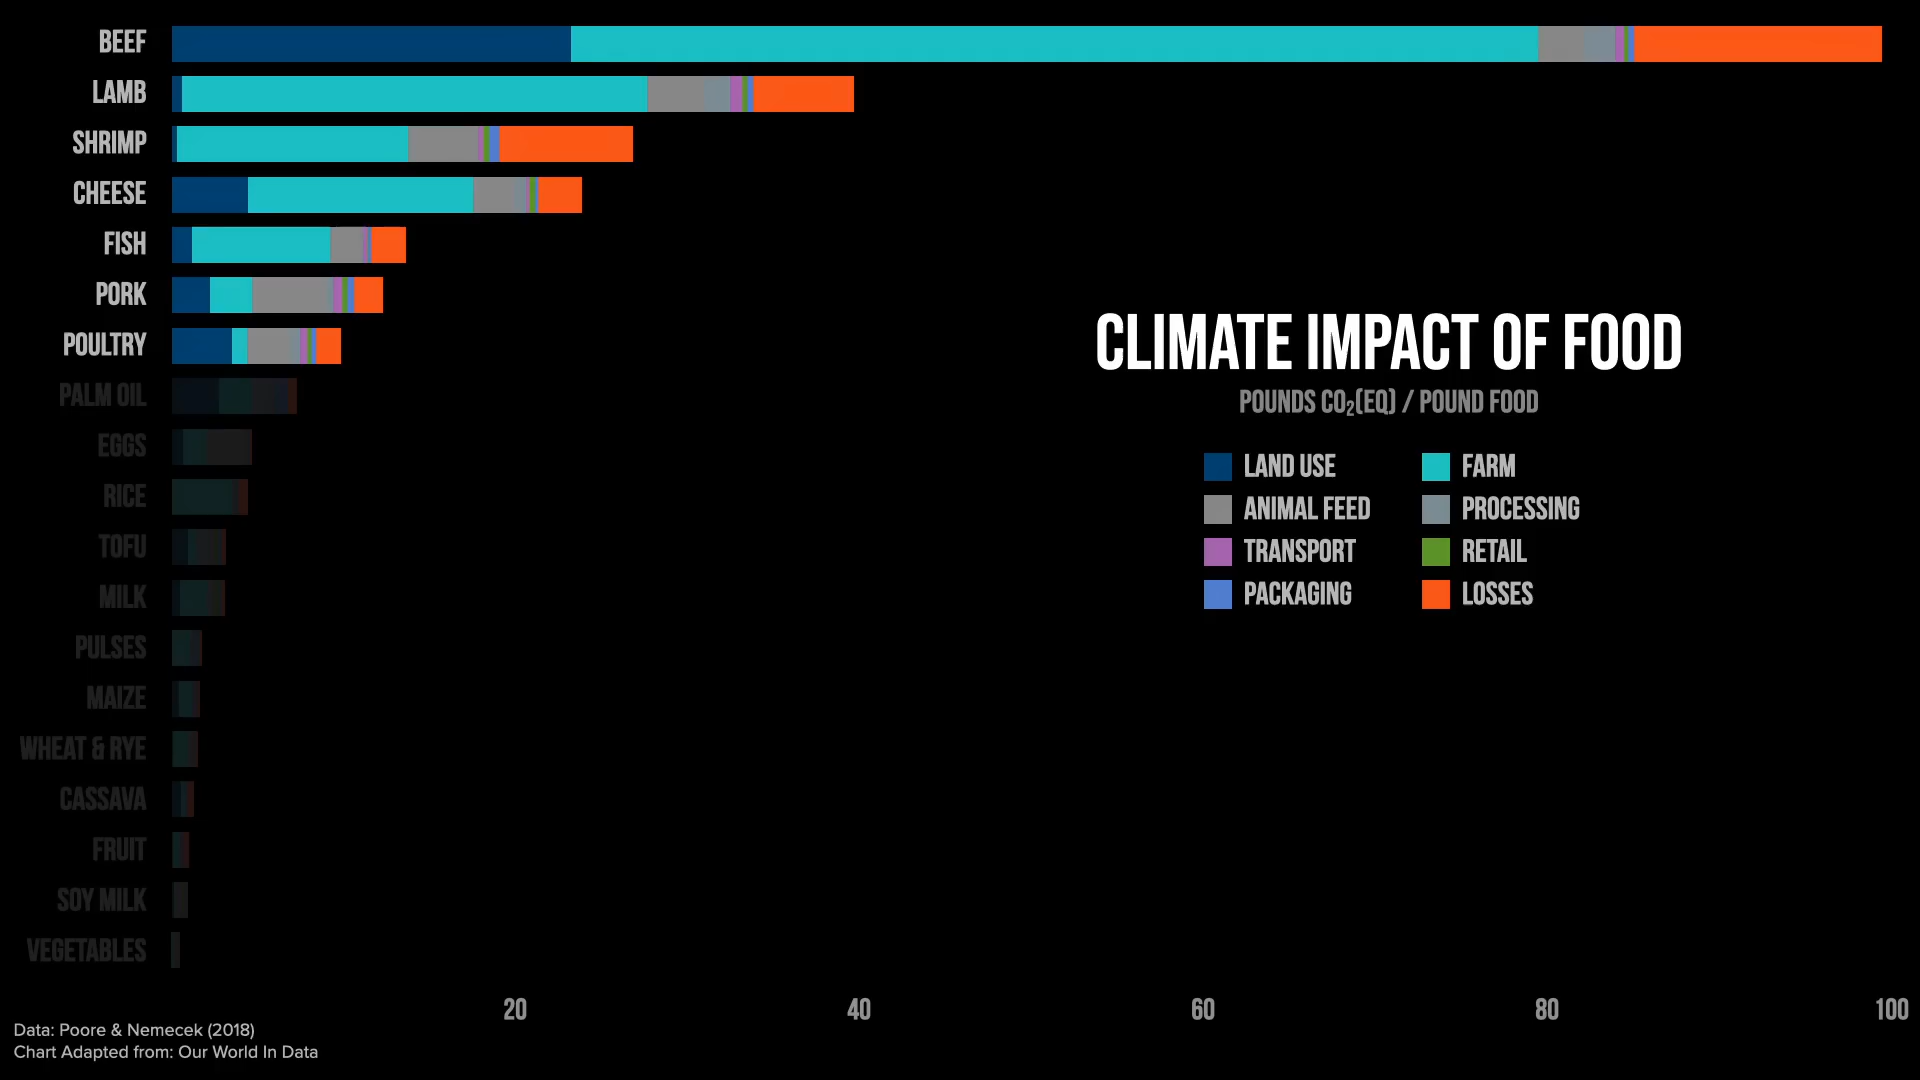 BEEF
LAMB
SHRIMP
CHEESE
FISH
PORK
POULTRY
PALM OIL
EGGS
RICE
TOFU
MILK
PULSES
MAIZE
WHEAT & RYE
CASSAVA
FRUIT
SOY MILK
VEGETABLES
CLIMATE IMPACT OF FOOD
POUNDS CO₂(EQ) / POUND FOOD
LAND USE FARM
ANIMAL FEED PROCESSING
TRANSPORT RETAIL
PACKAGING LOSSES
20 40 60 80 100
Data: Poore & Nemecek (2018)
Chart Adapted from: Our World In Data